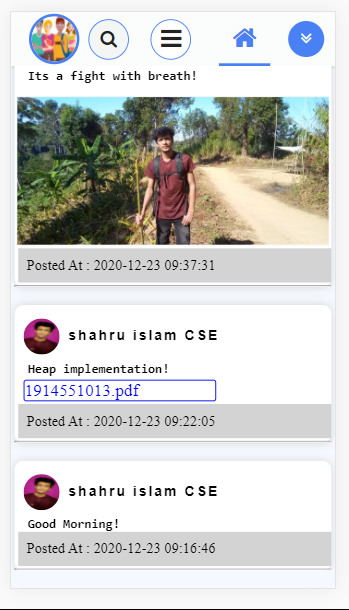 Its a fight with breath!
Posted At : 2020-12-23 09:37:31
shahru islam CSE
Heap implementation!
1914551013.pdf
Posted At : 2020-12-23 09:22:05
shahru islam CSE
Good Morning!
Posted At : 2020-12-23 09:16:46